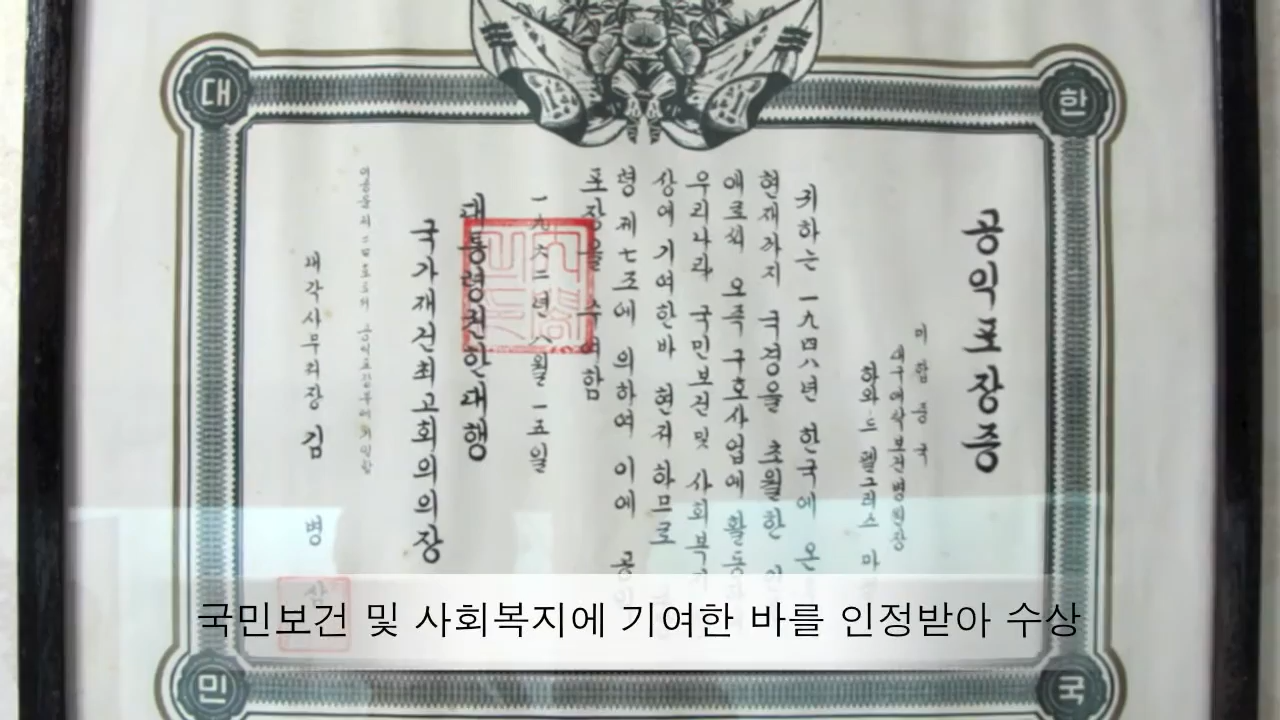 대 한
공익포장증
미 합 중 국
대구애락보건병원장
하와드 펠그리스 마
귀하는 一九四八년 한국에 온
현재까지 국경을 초월한
애로써 오족 구호사업에 활동
우리나라 국민보건 및 사회복지
상에 기여한바 현저하므로
령 제七조에 의하여 이에 공익
포장을 수여함
一九六二년 八월 一五일
대통령권한대행
국가재건최고회의의장
내각사무처장 김 병 삼
국민보건 및 사회복지에 기여한 바를 인정받아 수상
민 국